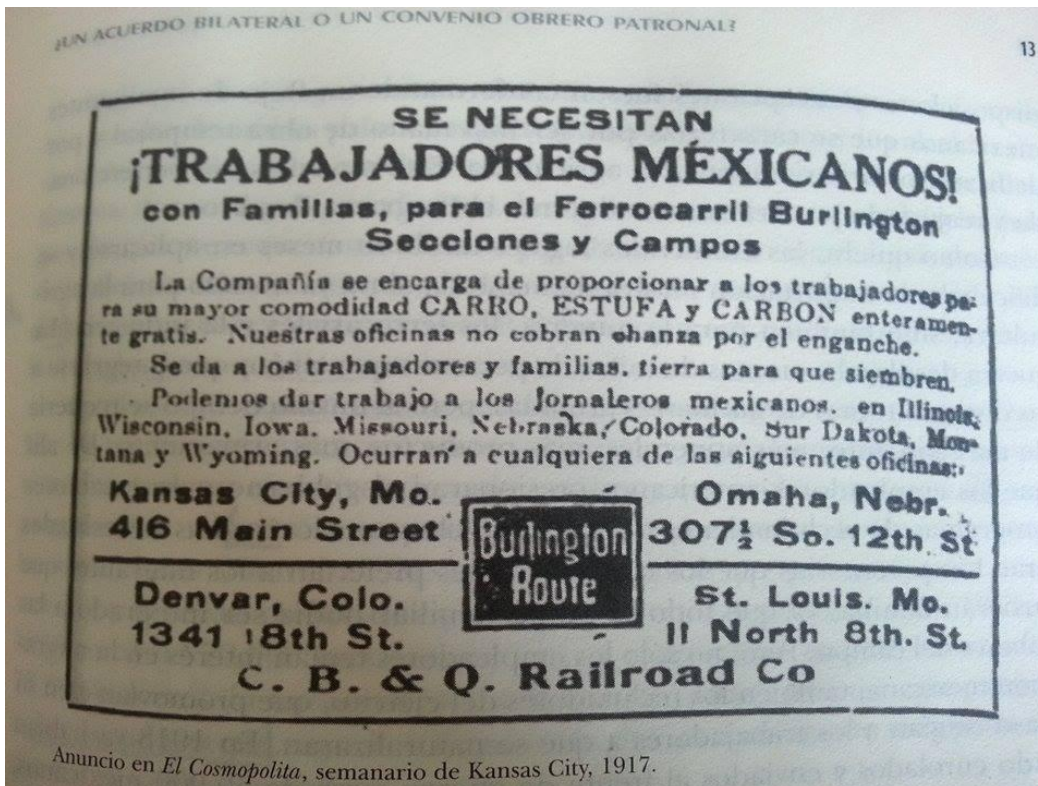 ¿UN ACUERDO BILATERAL O UN CONVENIO OBRERO PATRONAL?
13
SE NECESITAN
¡TRABAJADORES MÉXICANOS!
con Familias, para el Ferrocarril Burlington
Secciones y Campos
La Compañía se encarga de proporcionar a los trabajadores pa-
ra su mayor comodidad CARRO, ESTUFA y CARBON enteramen-
te gratis. Nuestras oficinas no cobran chanza por el enganche.
Se da a los trabajadores y familias. tierra para que siembren.
Podemos dar trabajo a los Jornaleros mexicanos. en Illinois,
Wisconsin, Iowa. Missouri, Nebraska, Colorado. Sur Dakota, Mon-
tana y Wyoming. Ocurran a cualquiera de las siguientes oficinas:
Kansas City, Mo.
416 Main Street
Omaha, Nebr.
307½ So. 12th St
Burlington
Route
Denvar, Colo.
1341 18th St.
St. Louis, Mo.
11 North 8th. St.
C. B. & Q. Railroad Co
Anuncio en El Cosmopolita, semanario de Kansas City, 1917.